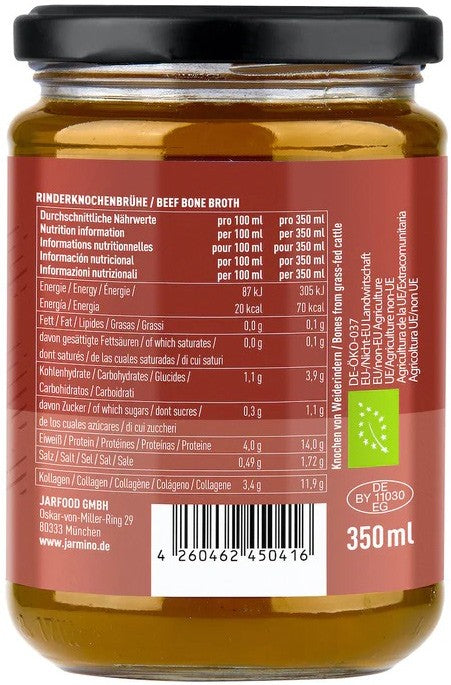 RINDERKNOCHENBRÜHE / BEEF BONE BROTH
Durchschnittliche Nährwerte pro 100 ml pro 350 ml
Nutrition information per 100 ml per 350 ml
Informations nutritionnelles pour 100 ml pour 350 ml
Información nutricional por 100 ml por 350 ml
Informazioni nutrizionali per 100 ml per 350 ml
Energie / Energy / Énergie / 87 kJ 305 kJ
Energía / Energia 20 kcal 70 kcal
Fett / Fat / Lipides / Grasas / Grassi 0,0 g 0,1 g
davon gesättigte Fettsäuren / of which saturates / 0,0 g 0,1 g
dont saturés / de las cuales saturadas / di cui saturi
Kohlenhydrate / Carbohydrates / Glucides / 1,1 g 3,9 g
Carbohidratos / Carboidrati
davon Zucker / of which sugars / dont sucres / 0,3 g 1,1 g
de los cuales azúcares / di cui zuccheri
Eiweiß / Protein / Protéines / Proteínas / Proteine 4,0 g 14,0 g
Salz / Salt / Sel / Sal / Sale 0,49 g 1,72 g
Kollagen / Collagen / Collagène / Colágeno / Collagene 3,4 g 11,9 g
JARFOOD GMBH
Oskar-von-Miller-Ring 29
80333 München
www.jarmino.de
4 260462 450416
Knochen von Weiderindern / Bones from grass-fed cattle
DE-ÖKO-037
EU/Nicht-EU Landwirtschaft
EU/non-EU Agriculture
UE/Agriculture non-UE
Agricultura de la UE/Extracomunitaria
Agricoltura UE/non UE
DE
BY 11030
EG
350 ml